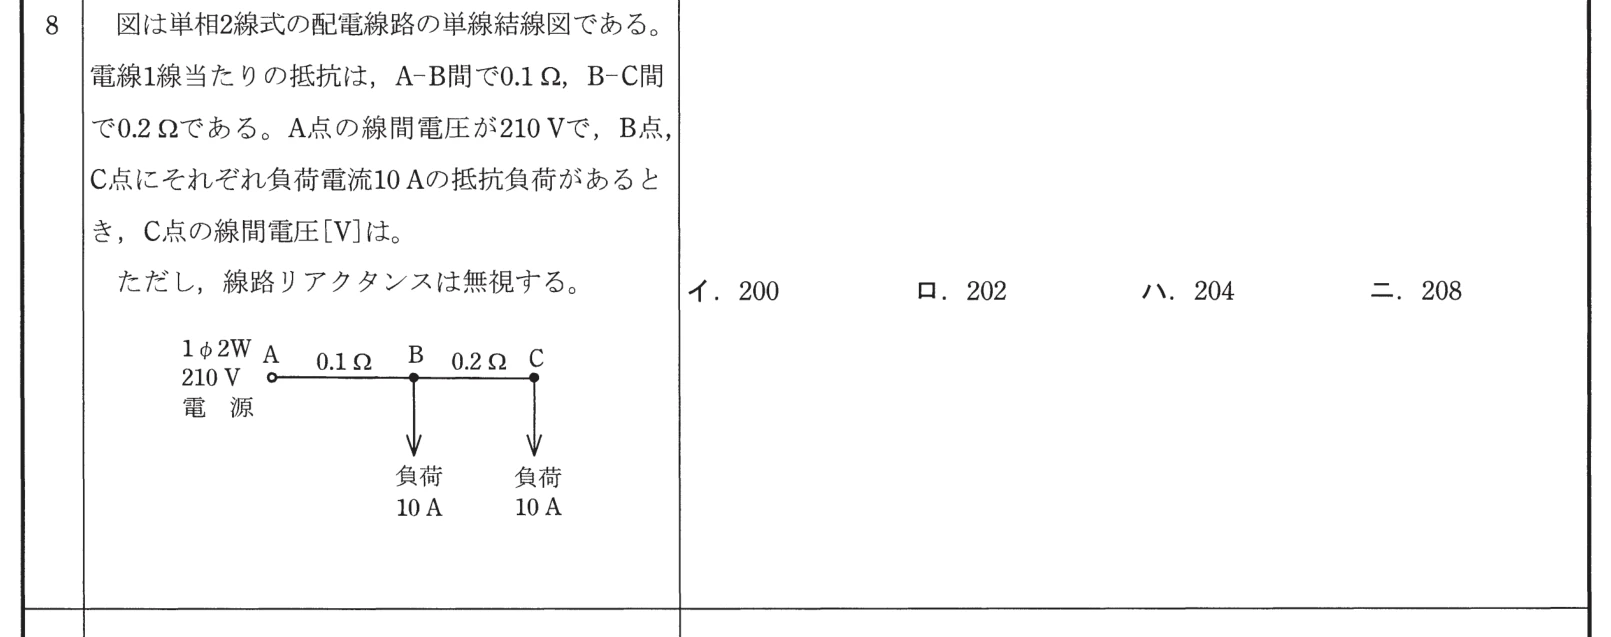 8
図は単相2線式の配電線路の単線結線図である。
電線1線当たりの抵抗は，A-B間で0.1 Ω，B-C間
で0.2 Ωである。A点の線間電圧が210 Vで，B点，
C点にそれぞれ負荷電流10 Aの抵抗負荷があると
き，C点の線間電圧[V]は。
ただし，線路リアクタンスは無視する。
イ．200 ロ．202 ハ．204 ニ．208
1φ2W
210 V
電 源
A 0.1 Ω B 0.2 Ω C
負荷
10 A
負荷
10 A